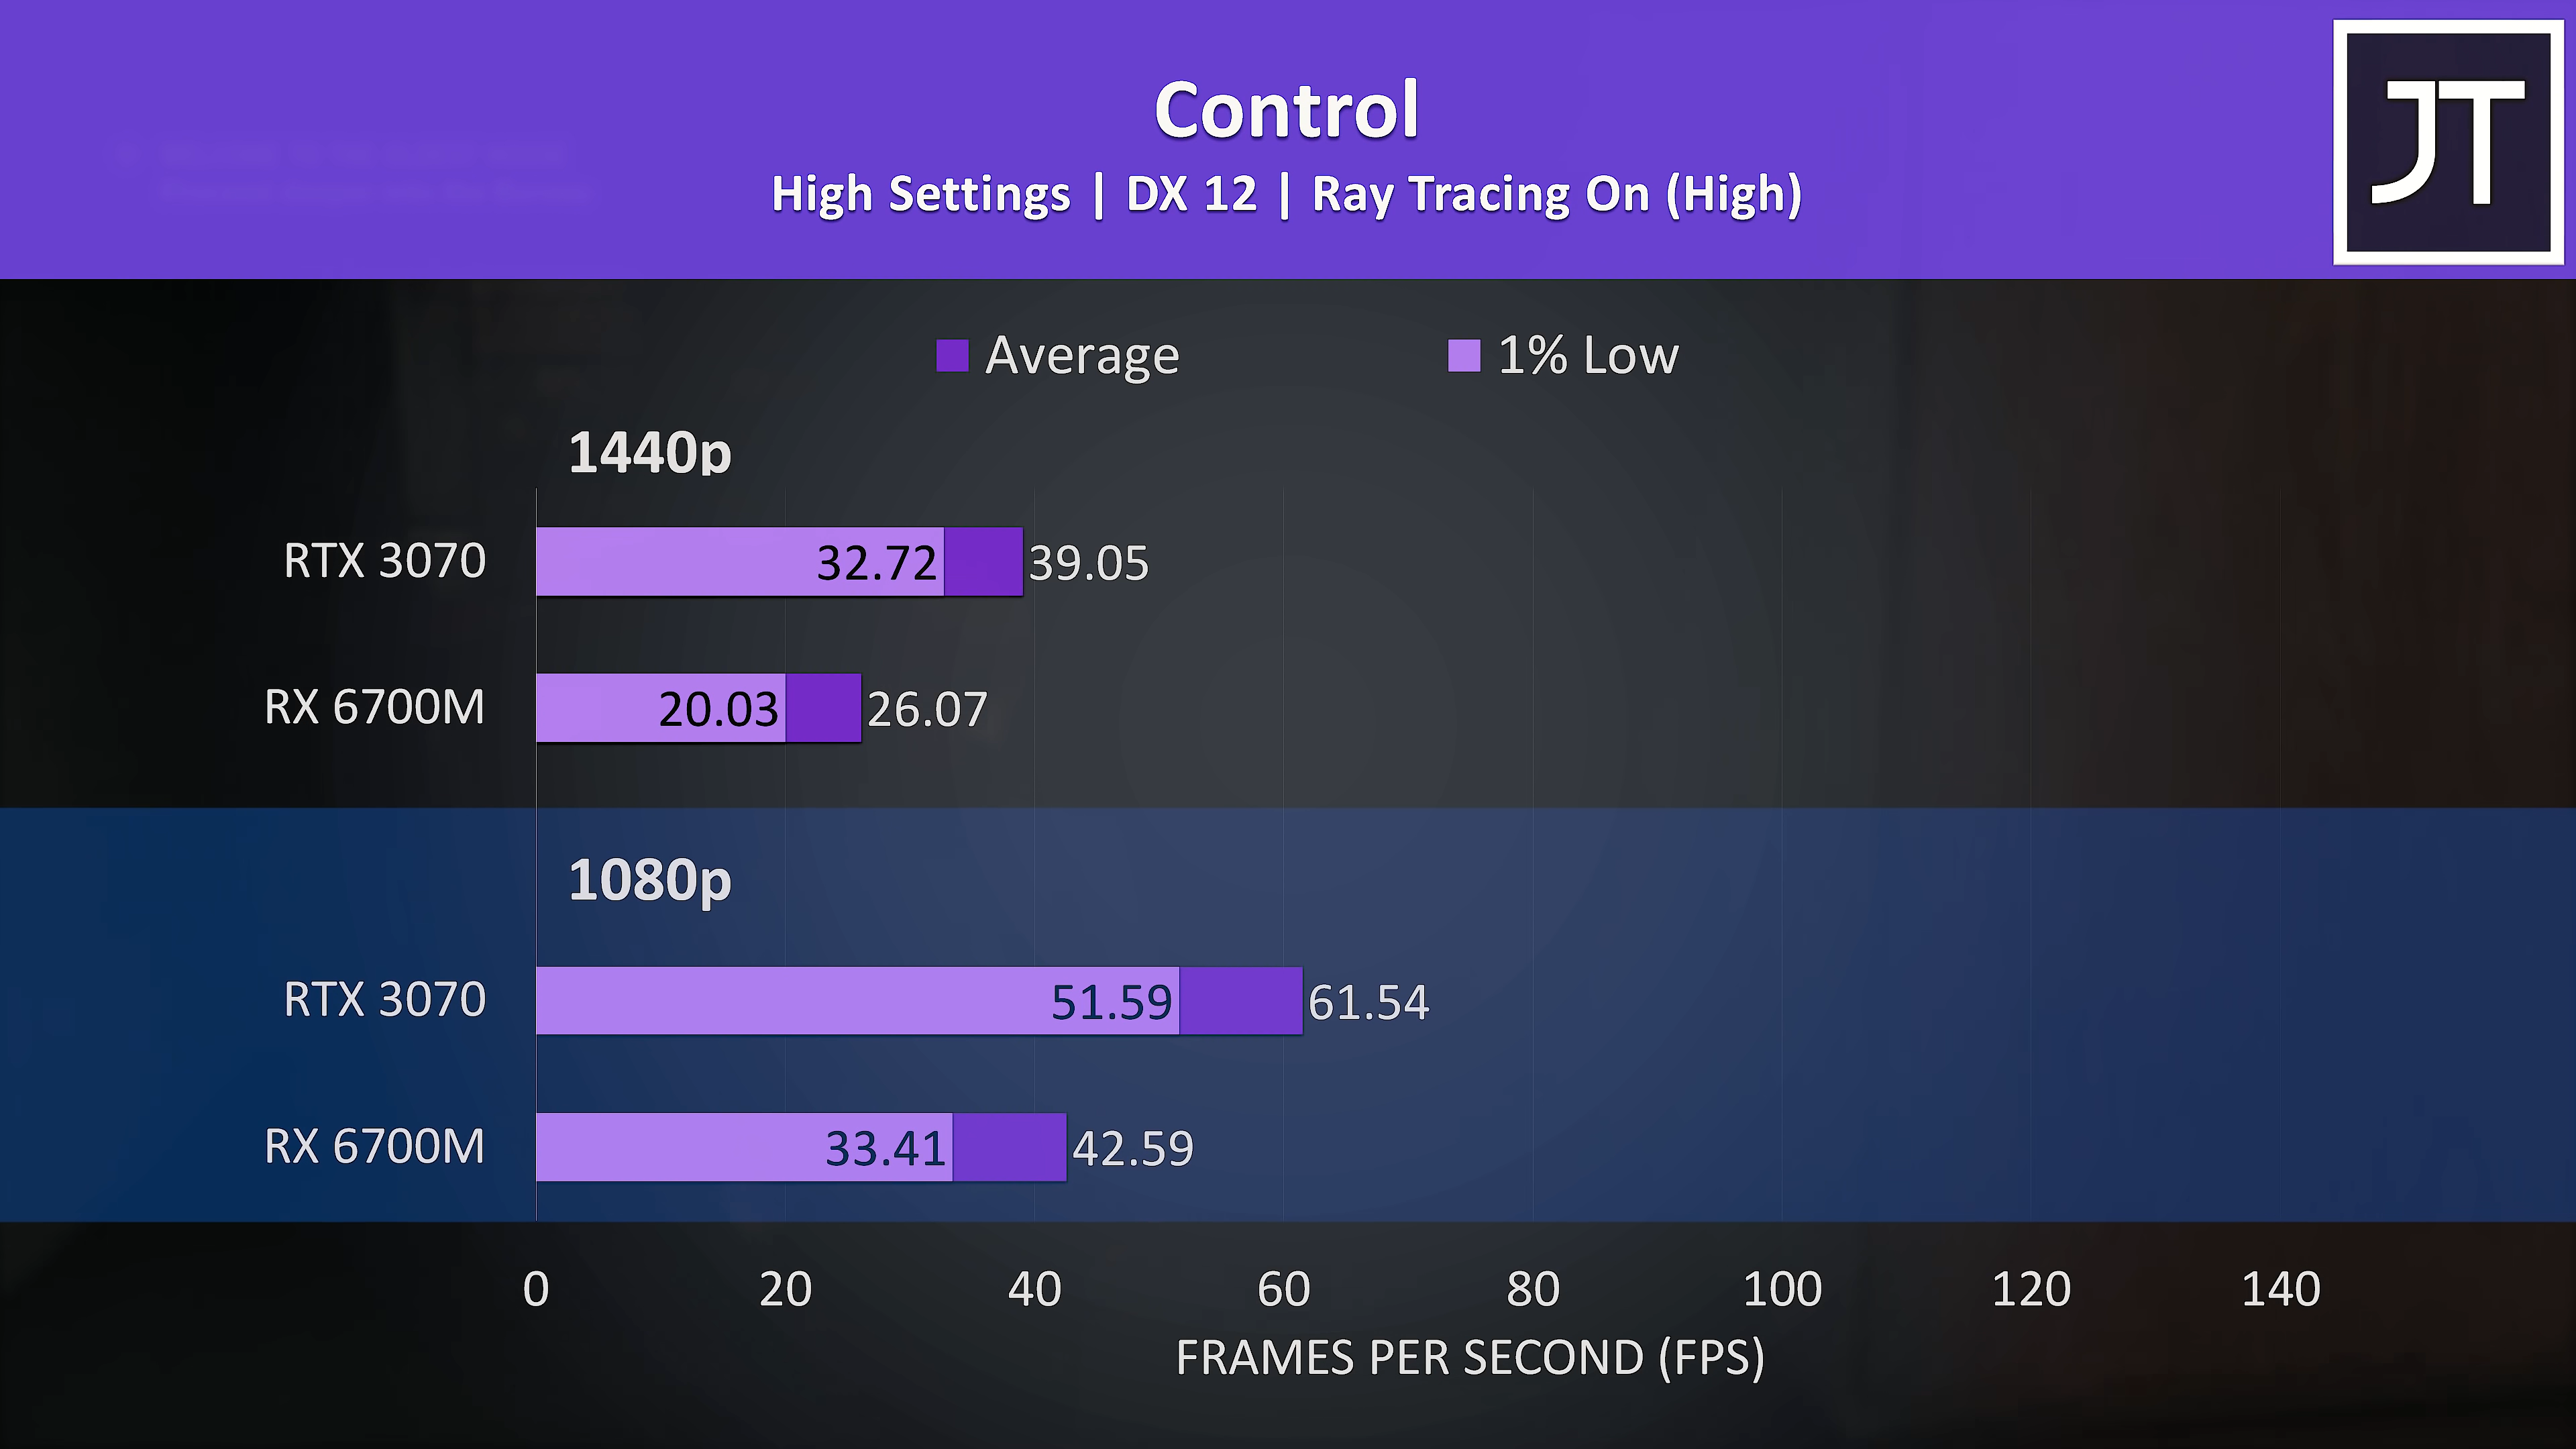 Control
JT
High Settings | DX 12 | Ray Tracing On (High)
Average
1% Low
1440p
RTX 3070
32.72
39.05
RX 6700M
20.03
26.07
1080p
RTX 3070
51.59
61.54
RX 6700M
33.41
42.59
0 20 40 60 80 100 120 140
FRAMES PER SECOND (FPS)